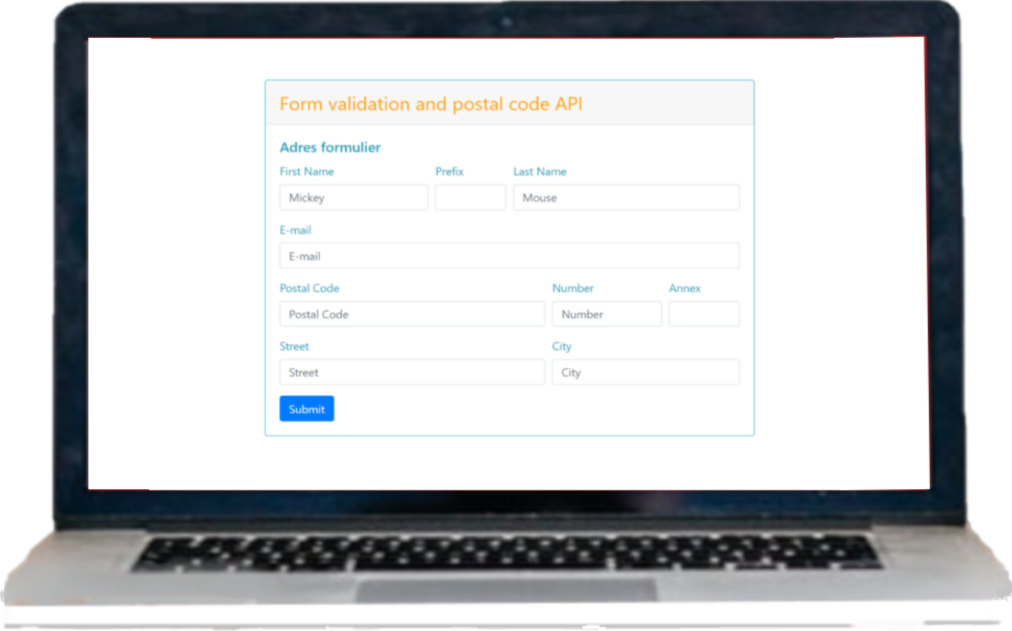 Form validation and postal code API
Adres formulier
First Name Prefix Last Name
Mickey Mouse
E-mail
E-mail
Postal Code Number Annex
Postal Code Number
Street City
Street City
Submit